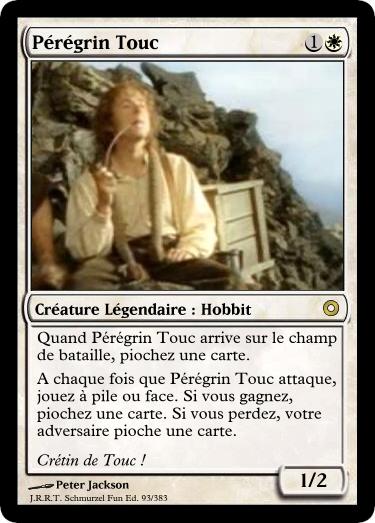 Pérégrin Touc 1
Créature Légendaire : Hobbit
Quand Pérégrin Touc arrive sur le champ
de bataille, piochez une carte.
A chaque fois que Pérégrin Touc attaque,
jouez à pile ou face. Si vous gagnez,
piochez une carte. Si vous perdez, votre
adversaire pioche une carte.
Crétin de Touc !
1/2
Peter Jackson
J.R.R.T. Schmurzel Fun Ed. 93/383